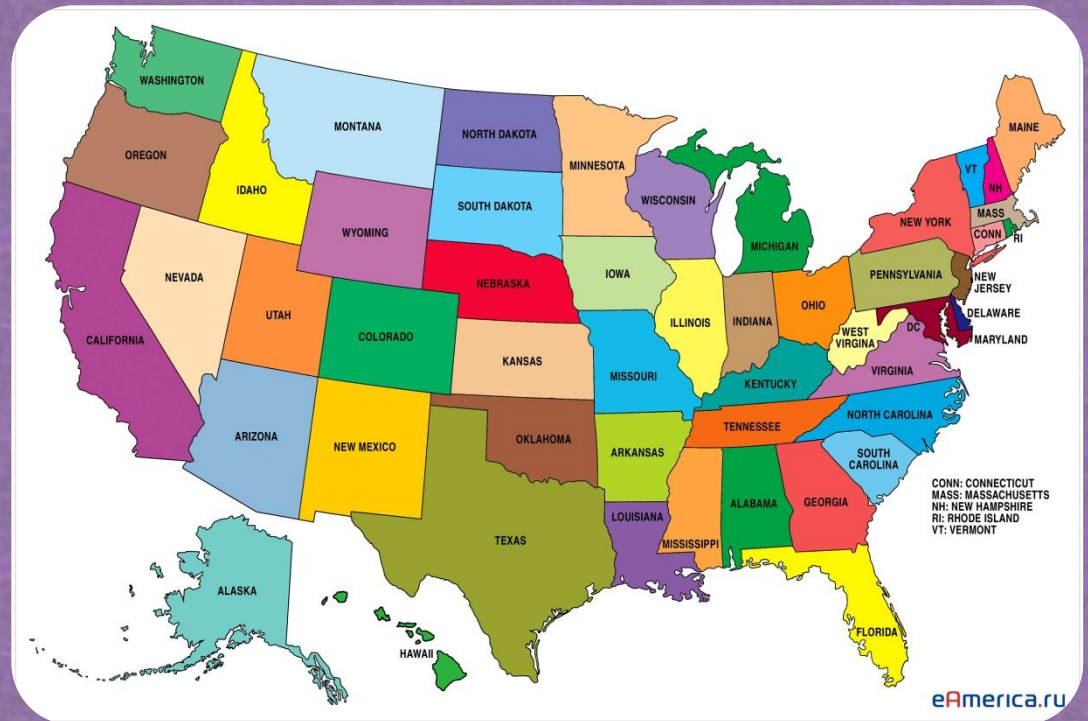 WASHINGTON
MONTANA
NORTH DAKOTA
MINNESOTA
MAINE
OREGON
IDAHO
WISCONSIN
VT
NH
SOUTH DAKOTA
WYOMING
NEW YORK
MASS
CONN
RI
MICHIGAN
NEVADA
NEBRASKA
IOWA
PENNSYLVANIA
NEW
JERSEY
UTAH
COLORADO
ILLINOIS
INDIANA
OHIO
WEST
VIRGINA
DC
DELAWARE
MARYLAND
CALIFORNIA
KANSAS
MISSOURI
KENTUCKY
VIRGINIA
ARIZONA
NEW MEXICO
OKLAHOMA
ARKANSAS
TENNESSEE
NORTH CAROLINA
SOUTH
CAROLINA
TEXAS
LOUISIANA
MISSISSIPPI
ALABAMA
GEORGIA
CONN: CONNECTICUT
MASS: MASSACHUSETTS
NH: NEW HAMPSHIRE
RI: RHODE ISLAND
VT: VERMONT
ALASKA
HAWAII
FLORIDA
eAmerica.ru